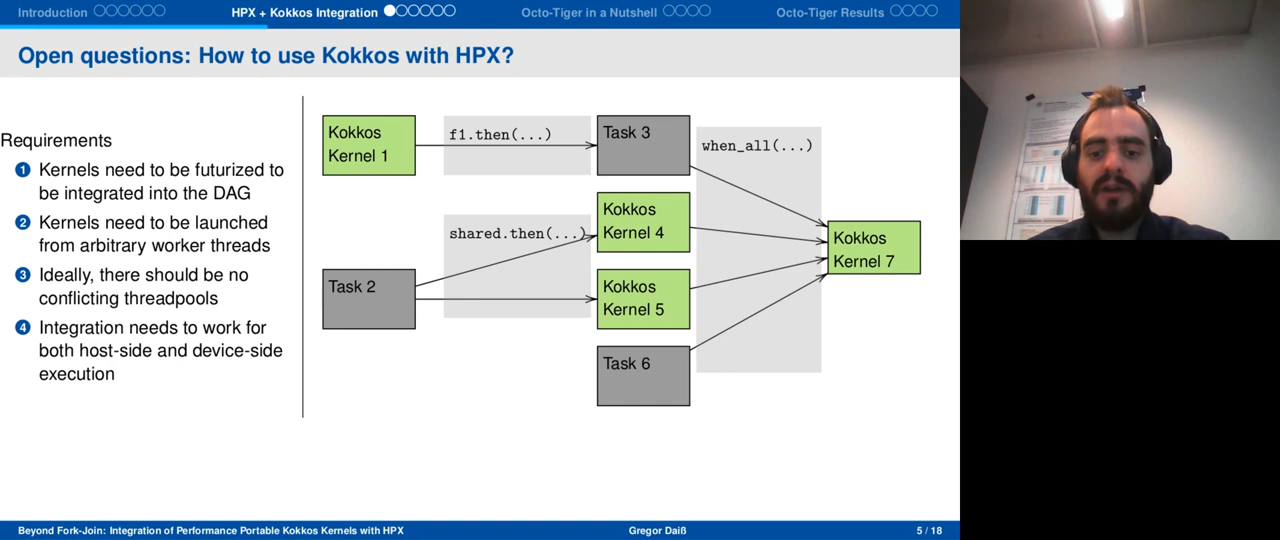 Introduction HPX + Kokkos Integration Octo-Tiger in a Nutshell Octo-Tiger Results
Open questions: How to use Kokkos with HPX?
Requirements
1 Kernels need to be futurized to
be integrated into the DAG
2 Kernels need to be launched
from arbitrary worker threads
3 Ideally, there should be no
conflicting threadpools
4 Integration needs to work for
both host-side and device-side
execution
Kokkos
Kernel 1
f1.then(...)
Task 3
when_all(...)
Kokkos
Kernel 4
shared.then(...)
Task 2
Kokkos
Kernel 5
Task 6
Kokkos
Kernel 7
Beyond Fork-Join: Integration of Performance Portable Kokkos Kernels with HPX Gregor Daiß 5 / 18